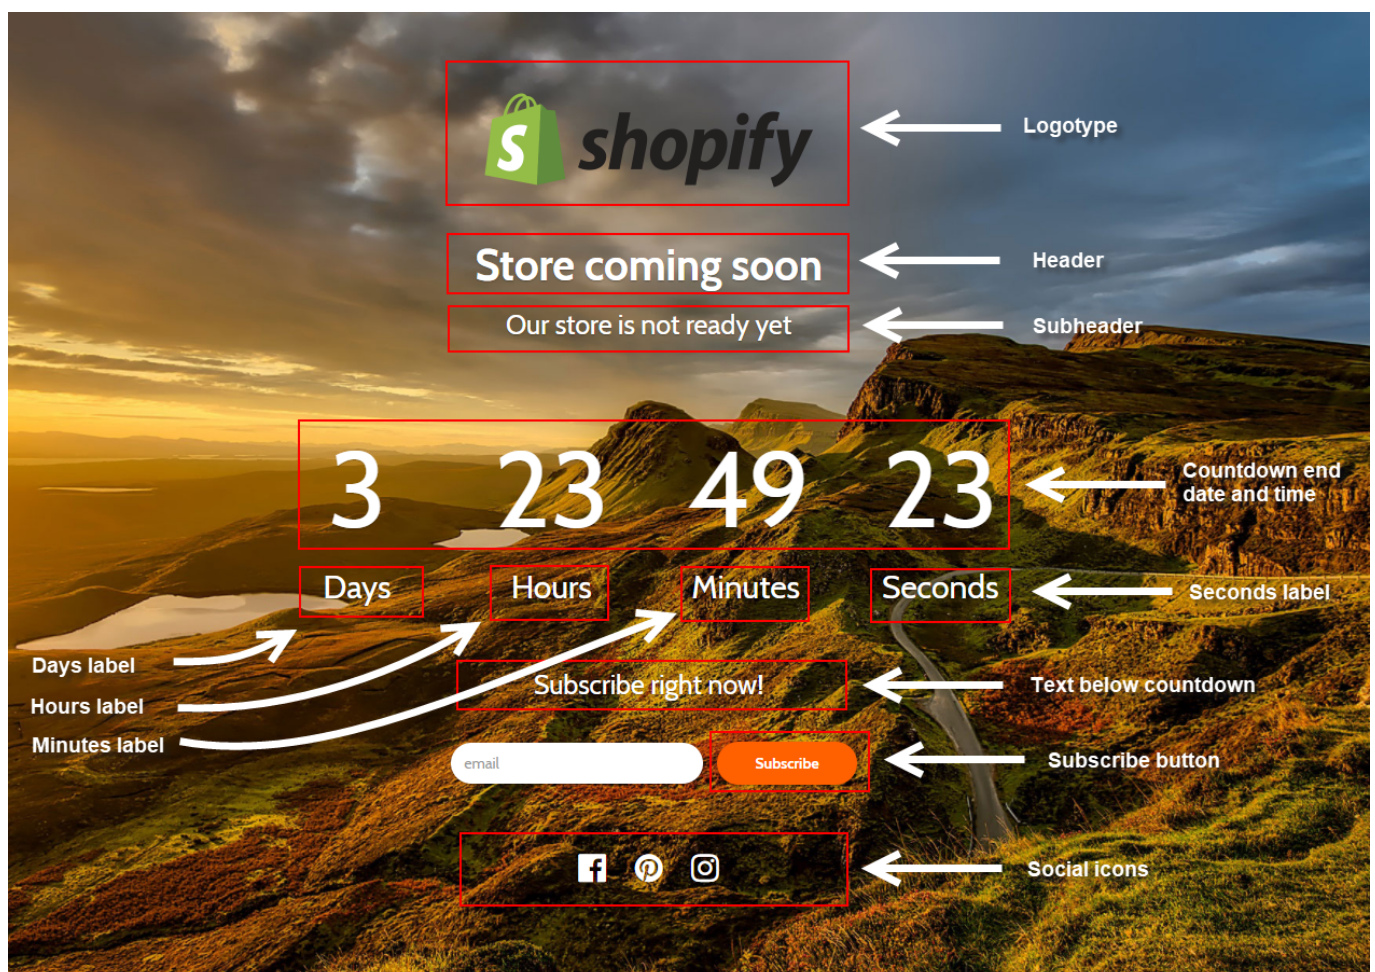 S shopify
Logotype
Store coming soon
Header
Our store is not ready yet
Subheader
3 23 49 23
Countdown end
date and time
Days Hours Minutes Seconds
Seconds label
Days label
Hours label
Minutes label
Subscribe right now!
Text below countdown
email
Subscribe
Subscribe button
Social icons